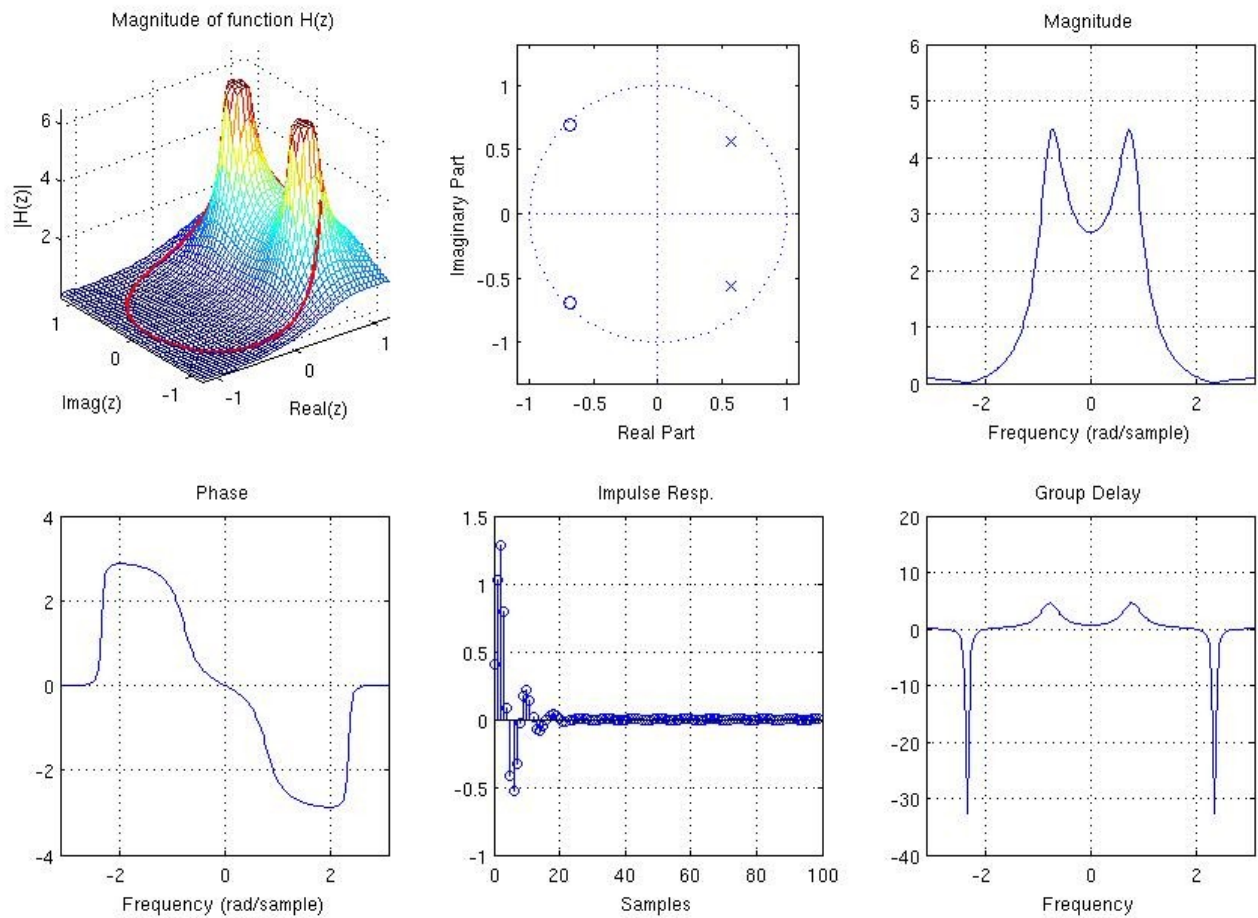 Magnitude of function H(z)
6
4
2
|H(z)|
1
0
-1
Imag(z)
-1
0
1
Real(z)
1
0.5
0
-0.5
-1
Imaginary Part
-1 -0.5 0 0.5 1
Real Part
Magnitude
6
5
4
3
2
1
0
-2 0 2
Frequency (rad/sample)
Phase
4
2
0
-2
-4
-2 0 2
Frequency (rad/sample)
Impulse Resp.
1.5
1
0.5
0
-0.5
-1
0 20 40 60 80 100
Samples
Group Delay
20
10
0
-10
-20
-30
-40
-2 0 2
Frequency